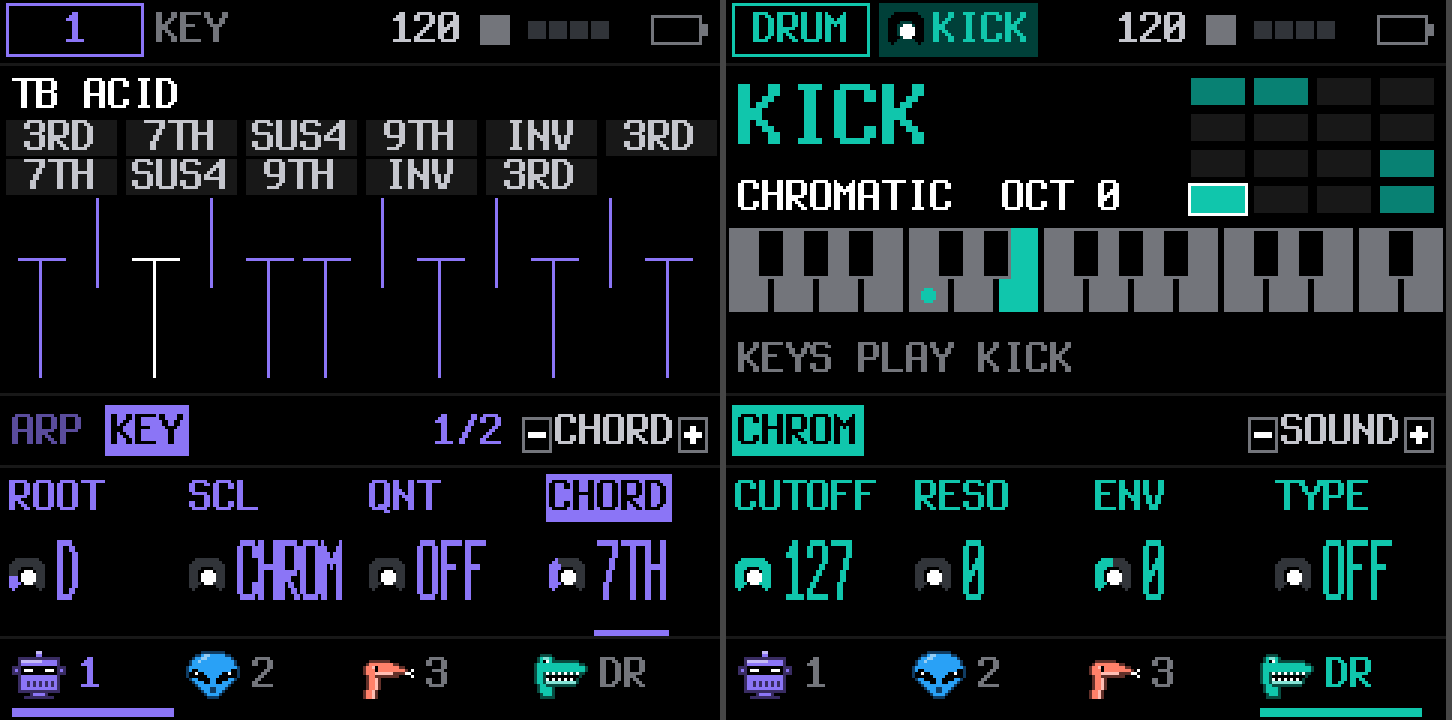 1 KEY 120
TB ACID
3RD 7TH SUS4 9TH INV 3RD
7TH SUS4 9TH INV 3RD
ARP KEY 1/2 -CHORD+
ROOT SCL QNT CHORD
D CHROM OFF 7TH
1 2 3 DR
DRUM KICK 120
KICK
CHROMATIC OCT 0
KEYS PLAY KICK
CHROM -SOUND+
CUTOFF RESO ENV TYPE
127 0 0 OFF
1 2 3 DR